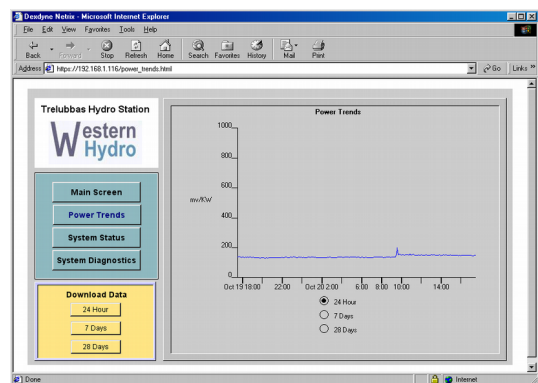 Dexdyne Netrix - Microsoft Internet Explorer
File Edit View Favorites Tools Help
Back Forward Stop Refresh Home Search Favorites History Mail Print
Address https://192.168.1.116/power_trends.html Go Links »
Trelubbas Hydro Station
Western
Hydro
Main Screen
Power Trends
System Status
System Diagnostics
Download Data
24 Hour
7 Days
28 Days
Power Trends
1000
800
600
mv/KW
400
200
0
Oct 19 18:00 22:00 Oct 20 2:00 6:00 8:00 10:00 14:00
24 Hour
7 Days
28 Days
Done Internet